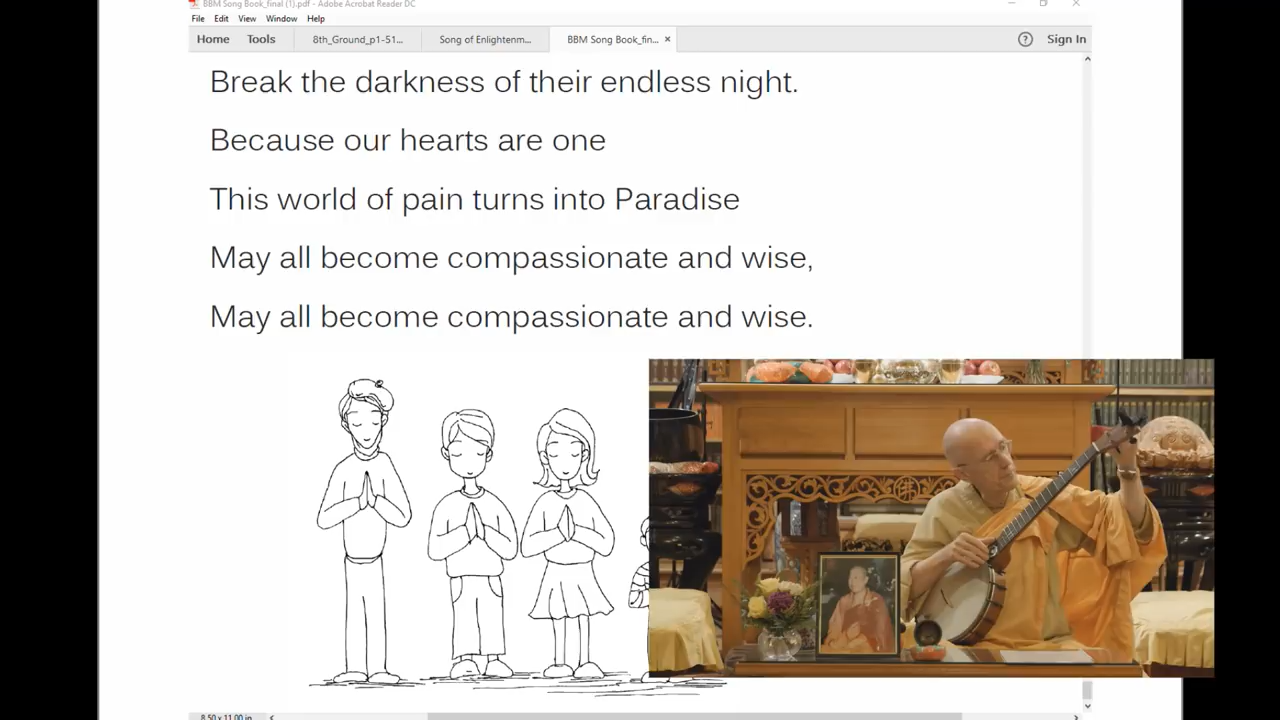 BBM Song Book_final (1).pdf - Adobe Acrobat Reader DC
File Edit View Window Help
Home Tools 8th_Ground_p1-51... Song of Enlightenm... BBM Song Book_fin... × ? Sign In
Break the darkness of their endless night.
Because our hearts are one
This world of pain turns into Paradise
May all become compassionate and wise,
May all become compassionate and wise.
8.50 x 11.00 in